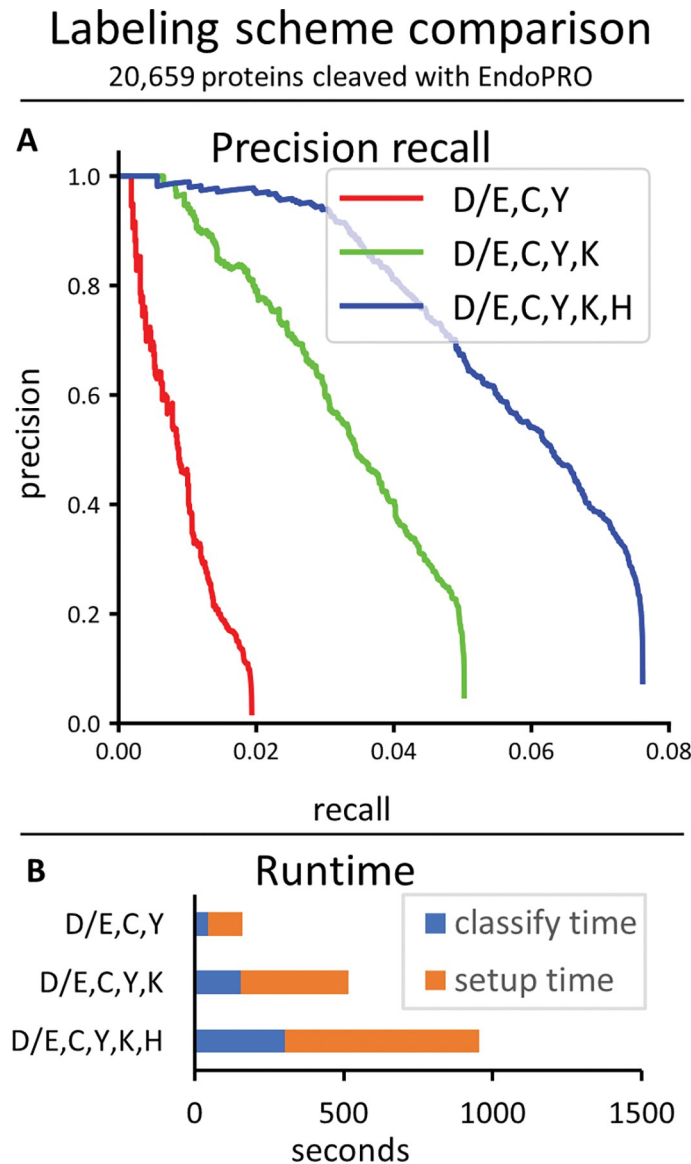 Labeling scheme comparison
20,659 proteins cleaved with EndoPRO
A
Precision recall
1.0
0.8
0.6
0.4
0.2
0.0
precision
D/E,C,Y
D/E,C,Y,K
D/E,C,Y,K,H
0.00 0.02 0.04 0.06 0.08
recall
B
Runtime
D/E,C,Y
D/E,C,Y,K
D/E,C,Y,K,H
classify time
setup time
0 500 1000 1500
seconds